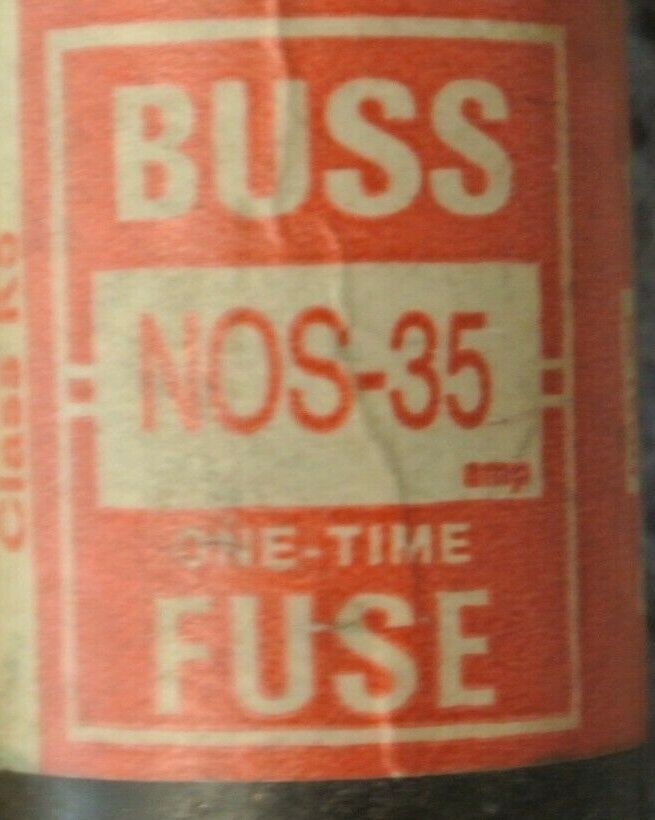 BUSS
NOS-35
amp
ONE-TIME
FUSE
Class K5